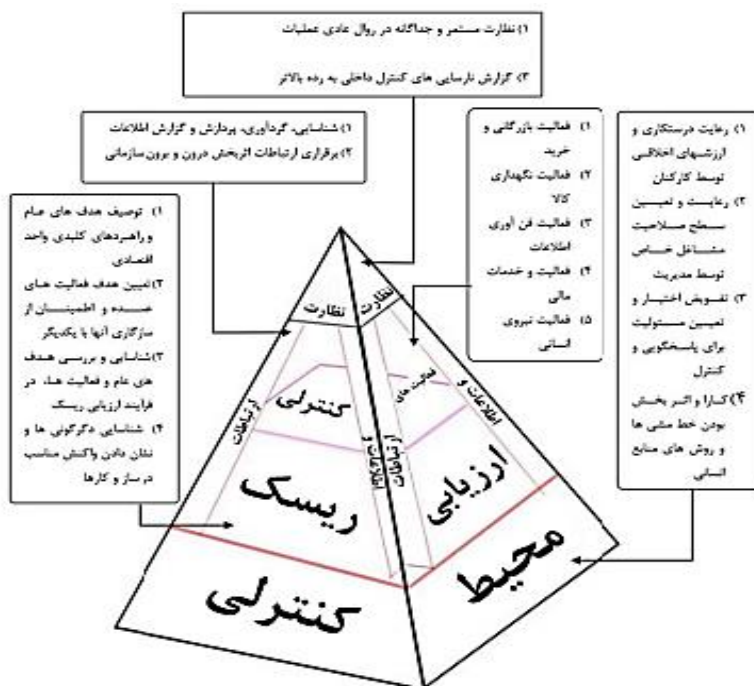 ۱) نظارت مستمر و جداگانه در روال عادی عملیات
۲) گزارش نارسایی های کنترل داخلی به رده بالاتر
۱) شناسایی، گردآوری، پردازش و گزارش اطلاعات
۲) برقراری ارتباطات اثربخش درون و برون سازمانی
۱) فعالیت بازرگانی و
خرید
۲) فعالیت نگهداری
کالا
۳) فعالیت فن آوری
اطلاعات
۴) فعالیت و خدمات
مالی
۵) فعالیت نیروی
انسانی
۱) رعایت درستکاری و
ارزشهای اخلاقی
توسط کارکنان
۲) رعایت و تعیین
سطح صلاحیت
مشاغل خاص
توسط مدیریت
۳) تفویض اختیار و
تعیین مسئولیت
برای پاسخگویی و
کنترل
۴) کارا و اثر بخش
بودن خط مشی ها
و روش های منابع
انسانی
۱) توصیف هدف های عام
و راهبردهای کلیدی واحد
اقتصادی
۲) تعیین هدف فعالیت های
عمده و اطمینان از
سازگاری آنها با یکدیگر
۳) شناسایی و بررسی هدف
های عام و فعالیت ها، در
فرآیند ارزیابی ریسک
۴) شناسایی دگرگونی ها و
نشان دادن واکنش مناسب
در ساز و کارها
نظارت
نظارت
فعالیت های
کنترلی
اطلاعات و
ارتباطات
اطلاعات و
ارتباطات
ارزیابی
ریسک
محیط
کنترلی